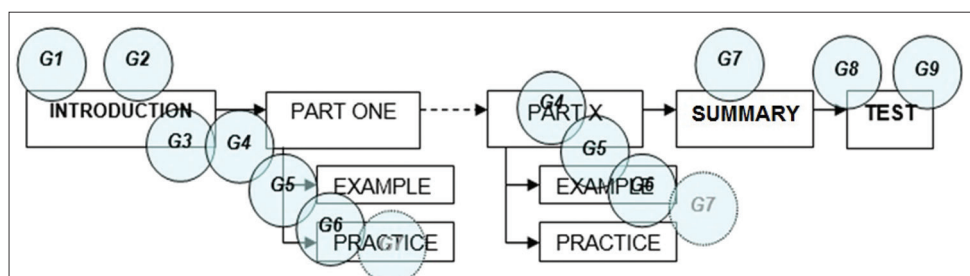 G1 G2 G7 G8 G9
INTRODUCTION PART ONE PART X SUMMARY TEST
G4
G3 G4 G5
G5 EXAMPLE EXAMPLE G6
G7
G6
PRACTICE PRACTICE
G7